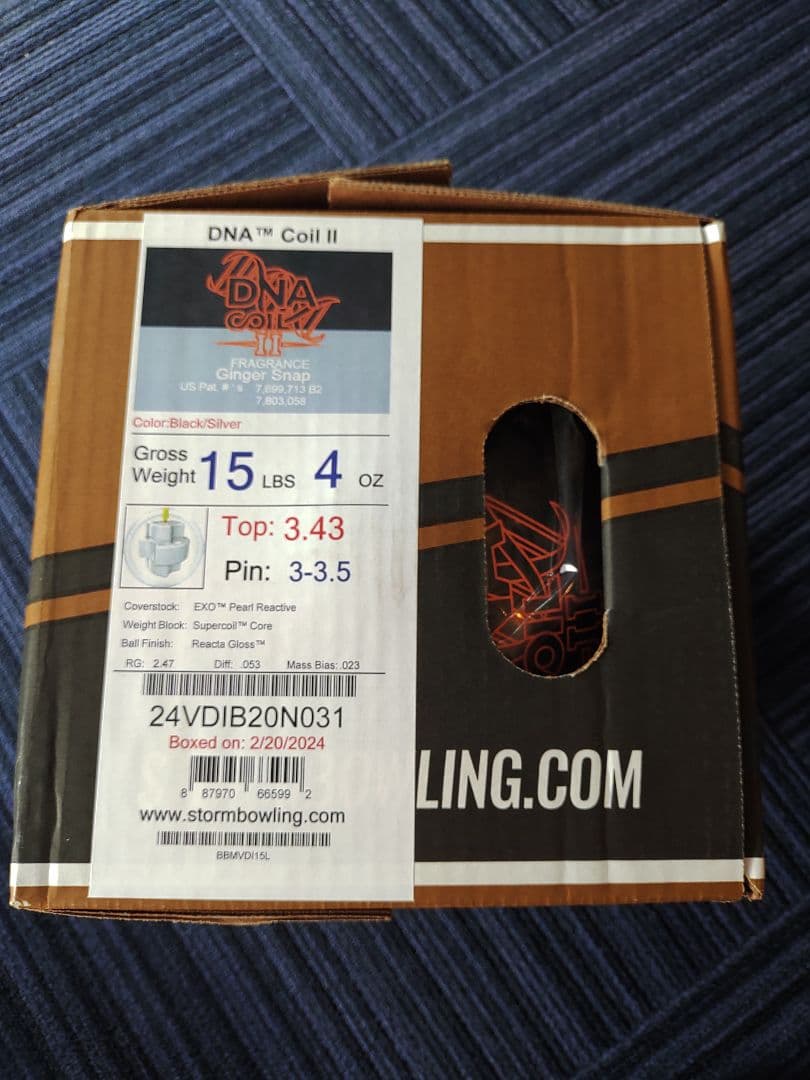 DNA™ Coil II
DNA
COIL
II
FRAGRANCE
Ginger Snap
US Pat. # ' s 7,699,713 B2
7,803,058
Color:Black/Silver
Gross
Weight 15 LBS 4 OZ
Top: 3.43
Pin: 3-3.5
Coverstock: EXO™ Pearl Reactive
Weight Block: Supercoil™ Core
Ball Finish: Reacta Gloss™
RG: 2.47 Diff: .053 Mass Bias: .023
24VDIB20N031
Boxed on: 2/20/2024
8 87970 66599 2
www.stormbowling.com
BBMVDI15L
LING.COM